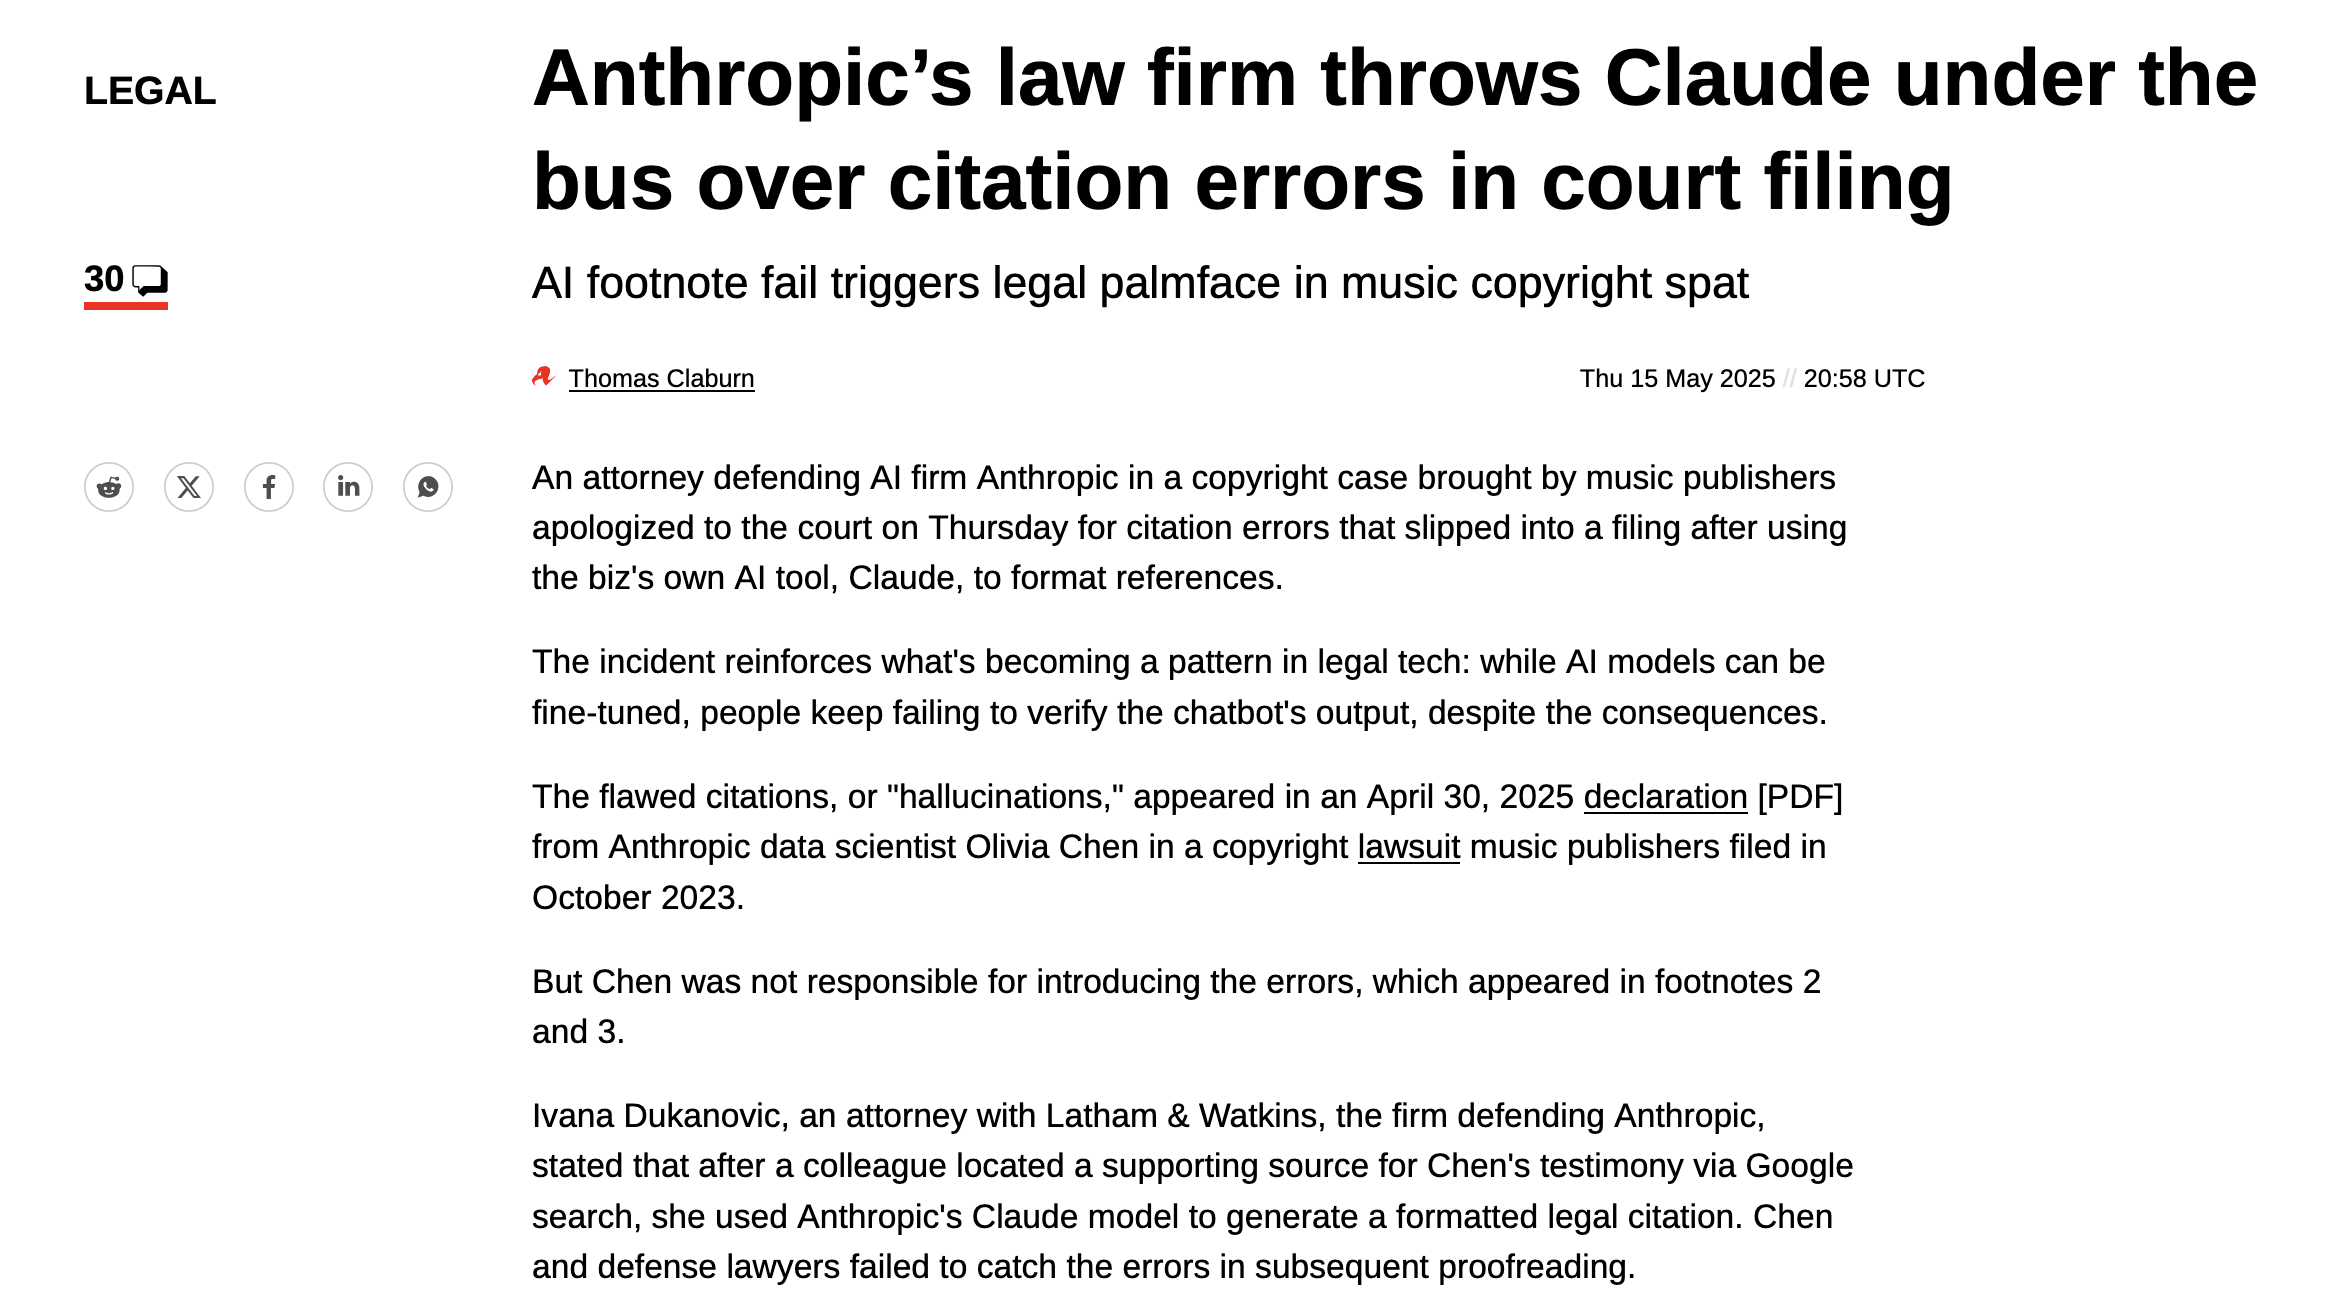 LEGAL
Anthropic’s law firm throws Claude under the
bus over citation errors in court filing
30
AI footnote fail triggers legal palmface in music copyright spat
Thomas Claburn
Thu 15 May 2025 // 20:58 UTC
An attorney defending AI firm Anthropic in a copyright case brought by music publishers
apologized to the court on Thursday for citation errors that slipped into a filing after using
the biz's own AI tool, Claude, to format references.
The incident reinforces what's becoming a pattern in legal tech: while AI models can be
fine-tuned, people keep failing to verify the chatbot's output, despite the consequences.
The flawed citations, or "hallucinations," appeared in an April 30, 2025 declaration [PDF]
from Anthropic data scientist Olivia Chen in a copyright lawsuit music publishers filed in
October 2023.
But Chen was not responsible for introducing the errors, which appeared in footnotes 2
and 3.
Ivana Dukanovic, an attorney with Latham & Watkins, the firm defending Anthropic,
stated that after a colleague located a supporting source for Chen's testimony via Google
search, she used Anthropic's Claude model to generate a formatted legal citation. Chen
and defense lawyers failed to catch the errors in subsequent proofreading.